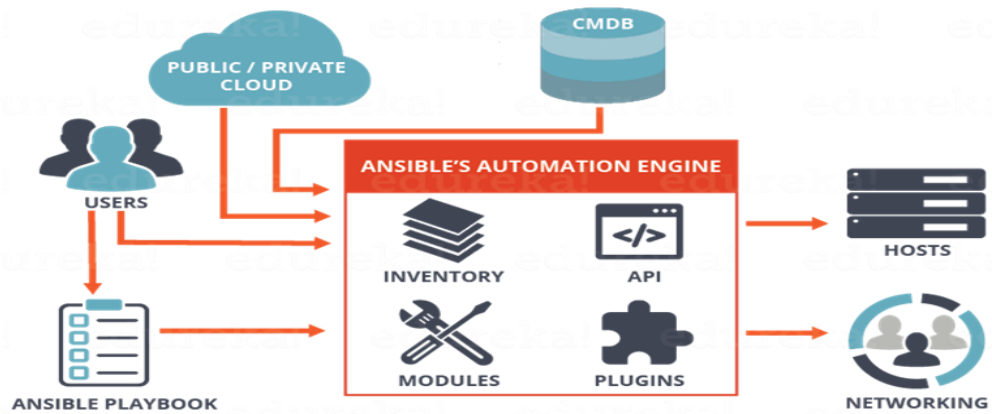 CMDB
PUBLIC / PRIVATE
CLOUD
ANSIBLE'S AUTOMATION ENGINE
USERS
INVENTORY
API
HOSTS
MODULES
PLUGINS
ANSIBLE PLAYBOOK
NETWORKING
edureka!